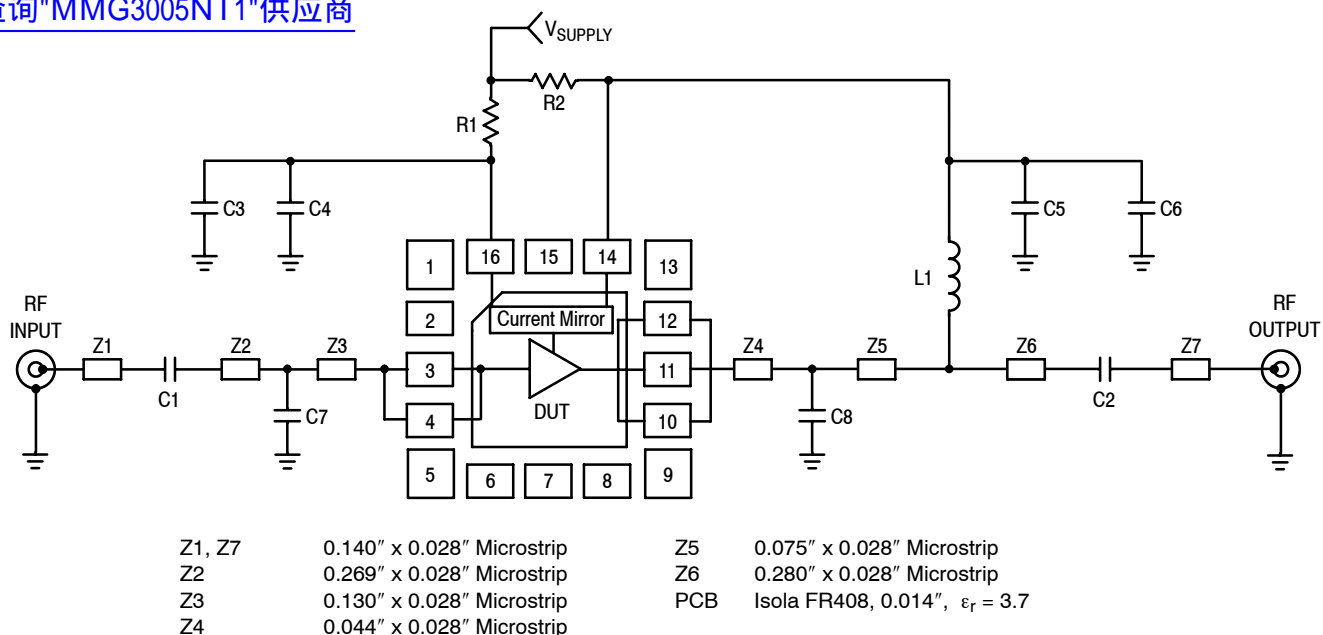 查询"MMG3005NT1"供应商
VSUPPLY
R2
R1
C3
C4
C5
C6
1
16
15
14
13
L1
RF
INPUT
RF
OUTPUT
2
Current Mirror
12
Z1
Z2
Z3
3
11
Z4
Z5
Z6
Z7
C1
C7
4
DUT
10
C8
C2
5
6
7
8
9
Z1, Z7 0.140″ x 0.028″ Microstrip
Z2 0.269″ x 0.028″ Microstrip
Z3 0.130″ x 0.028″ Microstrip
Z4 0.044″ x 0.028″ Microstrip
Z5 0.075″ x 0.028″ Microstrip
Z6 0.280″ x 0.028″ Microstrip
PCB Isola FR408, 0.014″, εr = 3.7